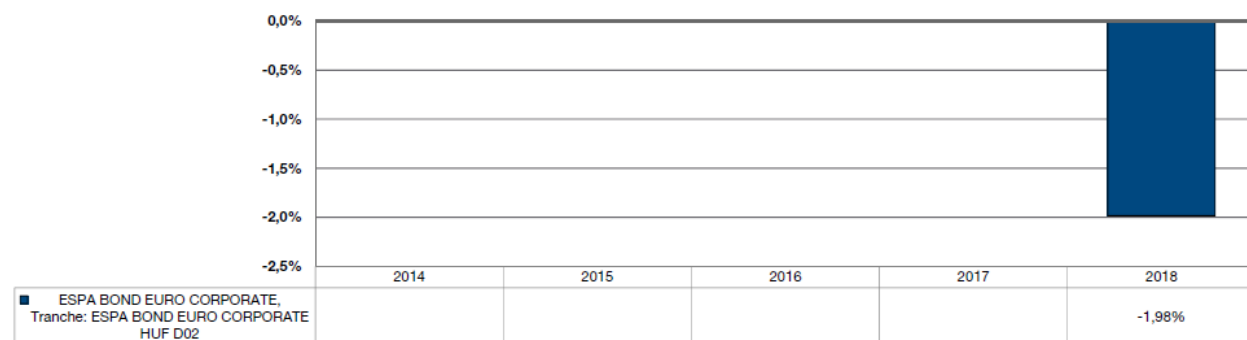 0,0%
-0,5%
-1,0%
-1,5%
-2,0%
-2,5%
2014 2015 2016 2017 2018
ESPA BOND EURO CORPORATE,
Tranche: ESPA BOND EURO CORPORATE
HUF D02
-1,98%